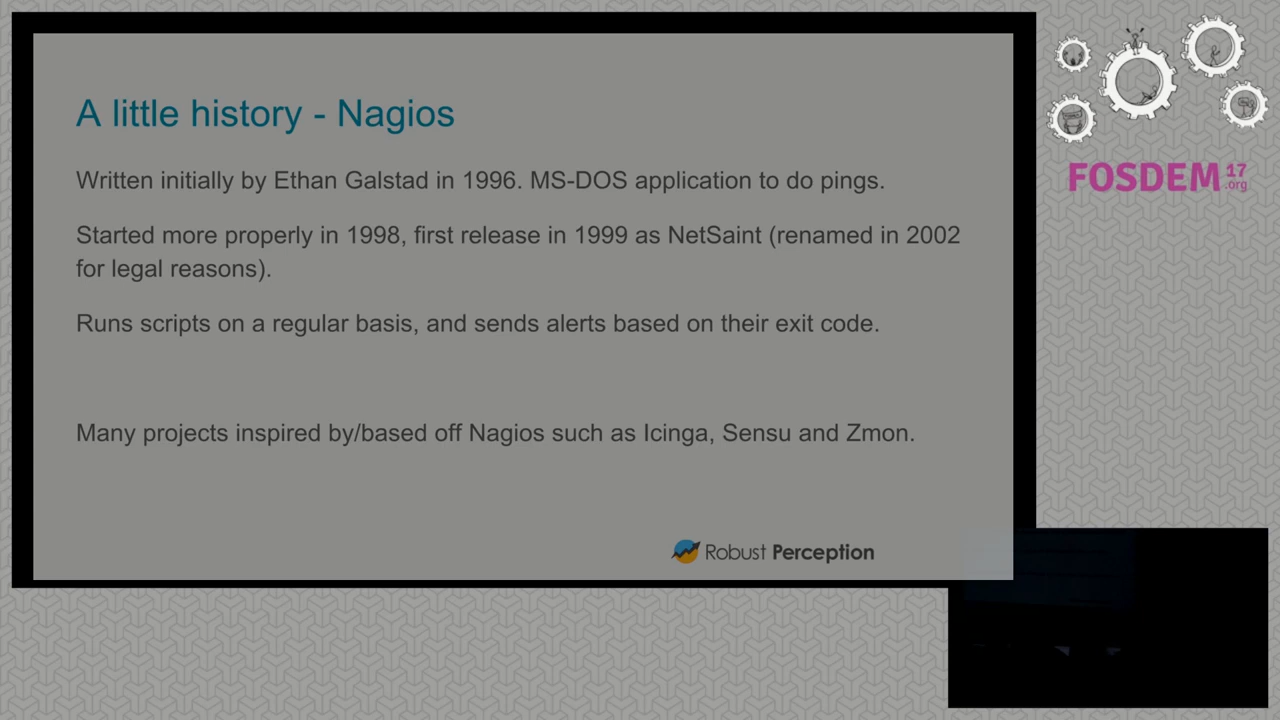 A little history - Nagios
Written initially by Ethan Galstad in 1996. MS-DOS application to do pings.
Started more properly in 1998, first release in 1999 as NetSaint (renamed in 2002
for legal reasons).
Runs scripts on a regular basis, and sends alerts based on their exit code.
Many projects inspired by/based off Nagios such as Icinga, Sensu and Zmon.
Robust Perception
FOSDEM 17
.org